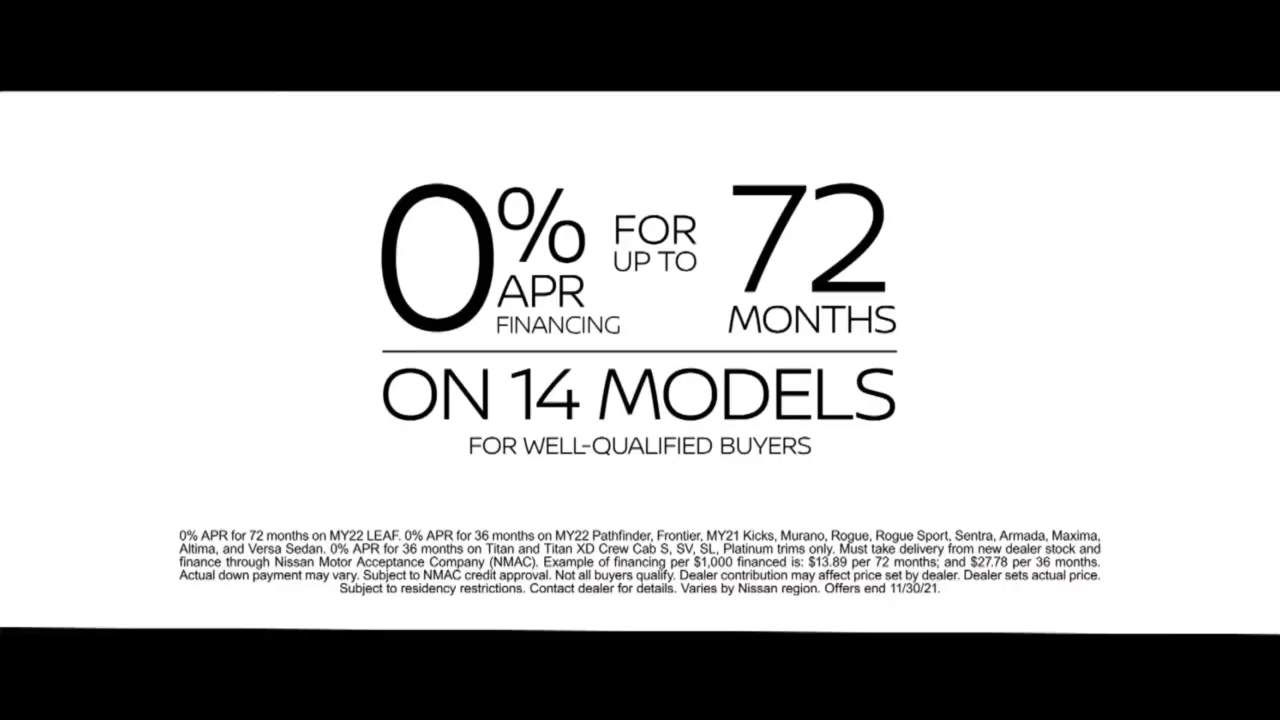 0% APR FINANCING FOR UP TO 72 MONTHS
ON 14 MODELS
FOR WELL-QUALIFIED BUYERS
0% APR for 72 months on MY22 LEAF. 0% APR for 36 months on MY22 Pathfinder, Frontier, MY21 Kicks, Murano, Rogue, Rogue Sport, Sentra, Armada, Maxima,
Altima, and Versa Sedan. 0% APR for 36 months on Titan and Titan XD Crew Cab S, SV, SL, Platinum trims only. Must take delivery from new dealer stock and
finance through Nissan Motor Acceptance Company (NMAC). Example of financing per $1,000 financed is: $13.89 per 72 months; and $27.78 per 36 months.
Actual down payment may vary. Subject to NMAC credit approval. Not all buyers qualify. Dealer contribution may affect price set by dealer. Dealer sets actual price.
Subject to residency restrictions. Contact dealer for details. Varies by Nissan region. Offers end 11/30/21.